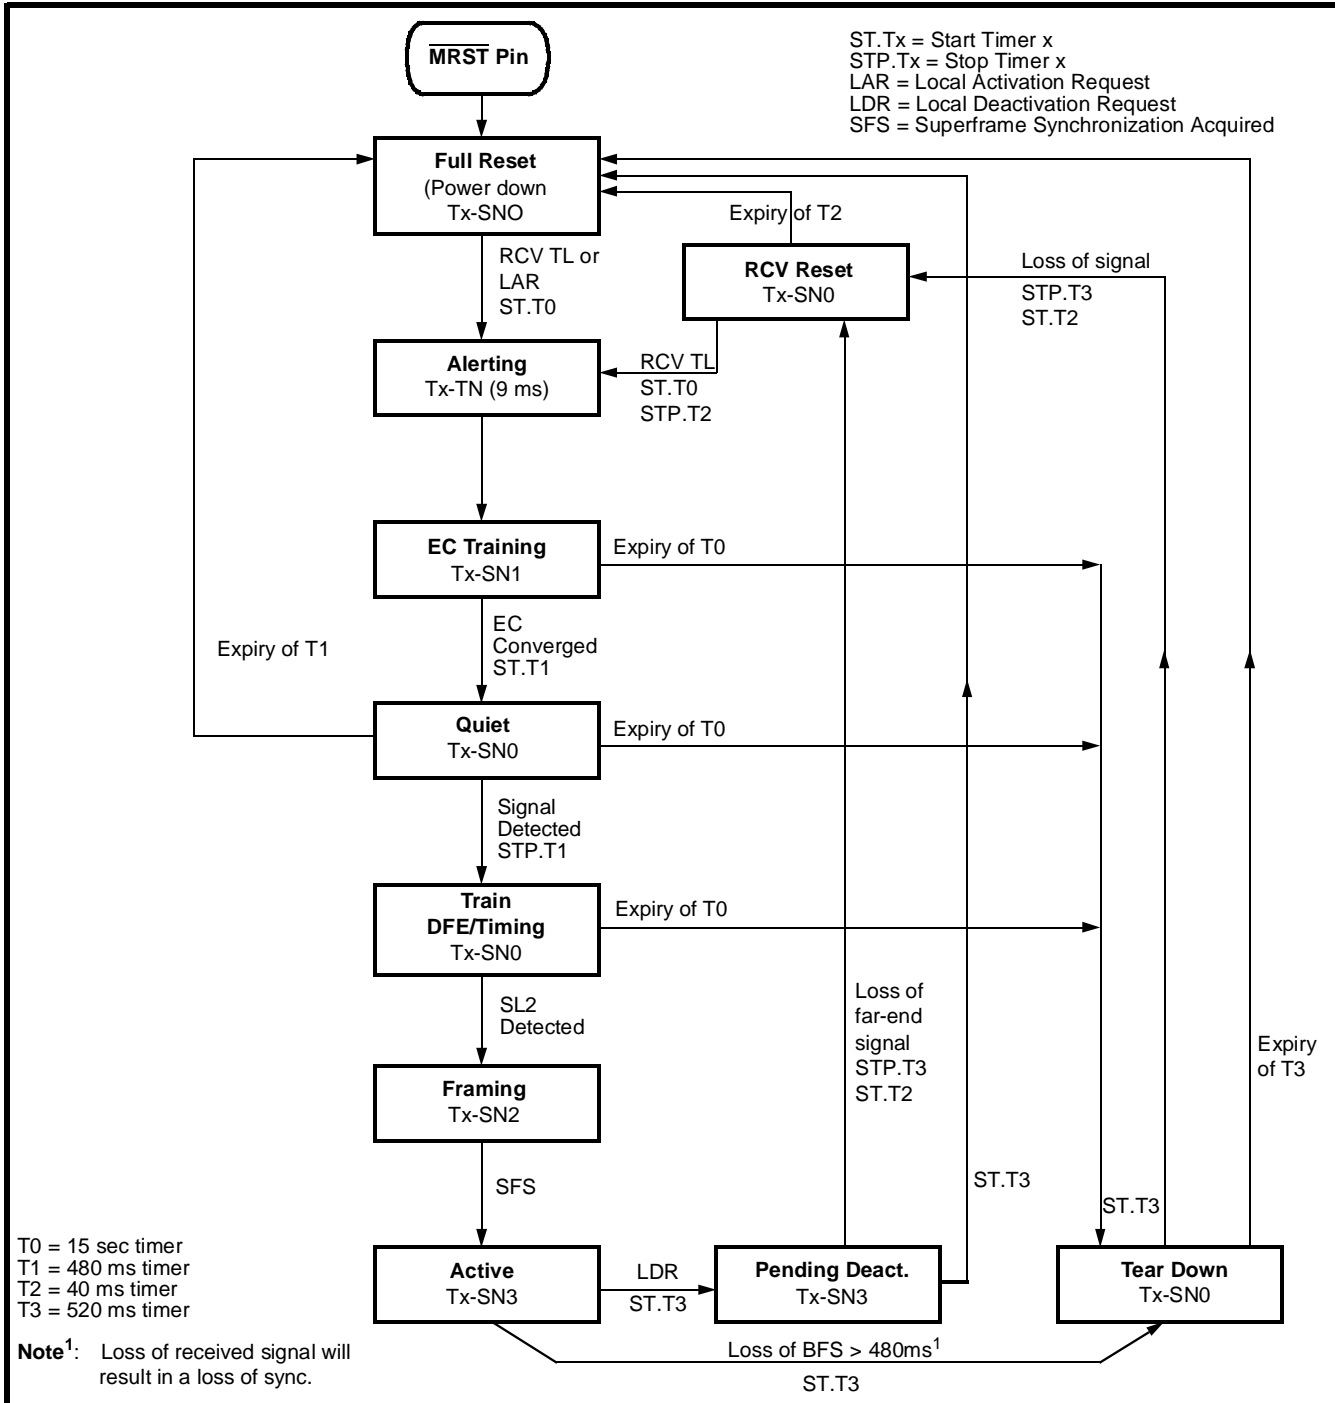 MRST Pin
ST.Tx = Start Timer x
STP.Tx = Stop Timer x
LAR = Local Activation Request
LDR = Local Deactivation Request
SFS = Superframe Synchronization Acquired
Full Reset
(Power down
Tx-SNO
Expiry of T2
RCV TL or
LAR
ST.T0
RCV Reset
Tx-SN0
Loss of signal
STP.T3
ST.T2
Alerting
Tx-TN (9 ms)
RCV TL
ST.T0
STP.T2
EC Training
Tx-SN1
Expiry of T0
EC
Converged
ST.T1
Expiry of T1
Quiet
Tx-SN0
Expiry of T0
Signal
Detected
STP.T1
Train
DFE/Timing
Tx-SN0
Expiry of T0
SL2
Detected
Loss of
far-end
signal
STP.T3
ST.T2
Expiry
of T3
Framing
Tx-SN2
SFS
ST.T3
ST.T3
T0 = 15 sec timer
T1 = 480 ms timer
T2 = 40 ms timer
T3 = 520 ms timer
Active
Tx-SN3
LDR
ST.T3
Pending Deact.
Tx-SN3
Tear Down
Tx-SN0
Note1: Loss of received signal will
result in a loss of sync.
Loss of BFS > 480ms1
ST.T3